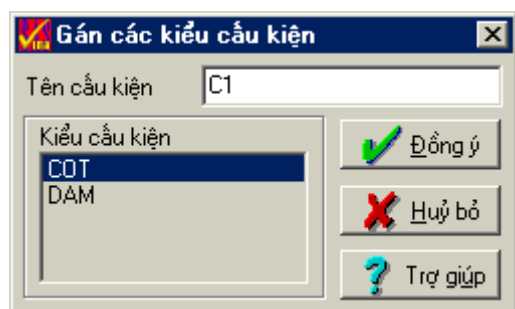 Gán các kiểu cấu kiện
Tên cấu kiện C1
Kiểu cấu kiện
COT
DAM
Đồng ý
Huỷ bỏ
Trợ giúp